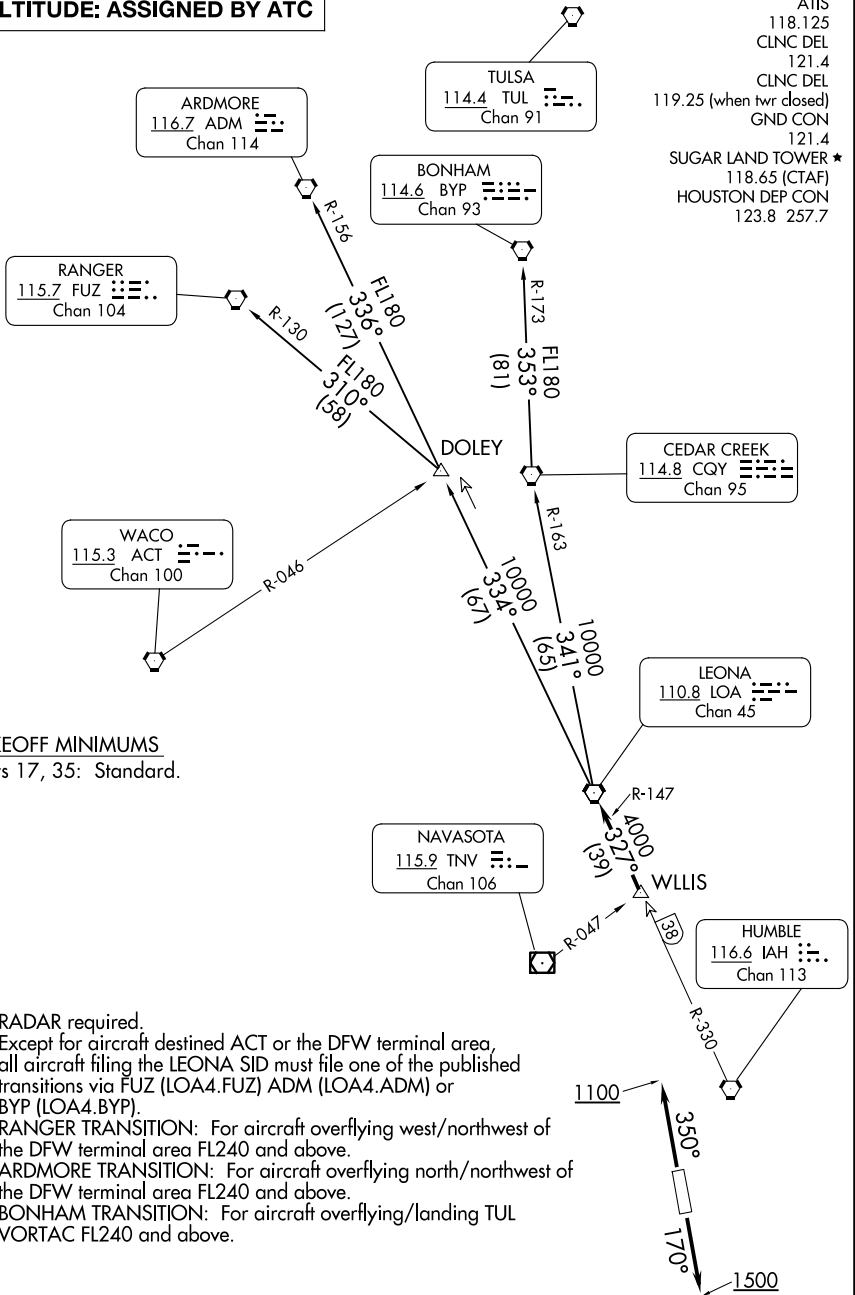 LTITUDE: ASSIGNED BY ATC
ATIS
118.125
CLNC DEL
121.4
CLNC DEL
119.25 (when twr closed)
GND CON
121.4
SUGAR LAND TOWER ★
118.65 (CTAF)
HOUSTON DEP CON
123.8 257.7
TULSA
114.4 TUL
Chan 91
ARDMORE
116.7 ADM
Chan 114
BONHAM
114.6 BYP
Chan 93
R-156
RANGER
115.7 FUZ
Chan 104
R-130
FL180
336°
(127)
R-173
FL180
353°
(81)
FL180
310°
(58)
DOLEY
CEDAR CREEK
114.8 CQY
Chan 95
WACO
115.3 ACT
Chan 100
R-046
R-163
10000
334°
(67)
10000
341°
(65)
LEONA
110.8 LOA
Chan 45
EOFF MINIMUMS
s 17, 35: Standard.
R-147
4000
327°
(39)
NAVASOTA
115.9 TNV
Chan 106
WLLIS
R-047
38
HUMBLE
116.6 IAH
Chan 113
R-330
RADAR required.
Except for aircraft destined ACT or the DFW terminal area,
all aircraft filing the LEONA SID must file one of the published
transitions via FUZ (LOA4.FUZ) ADM (LOA4.ADM) or
BYP (LOA4.BYP).
RANGER TRANSITION: For aircraft overflying west/northwest of
the DFW terminal area FL240 and above.
ARDMORE TRANSITION: For aircraft overflying north/northwest of
the DFW terminal area FL240 and above.
BONHAM TRANSITION: For aircraft overflying/landing TUL
VORTAC FL240 and above.
1100
350°
170°
1500